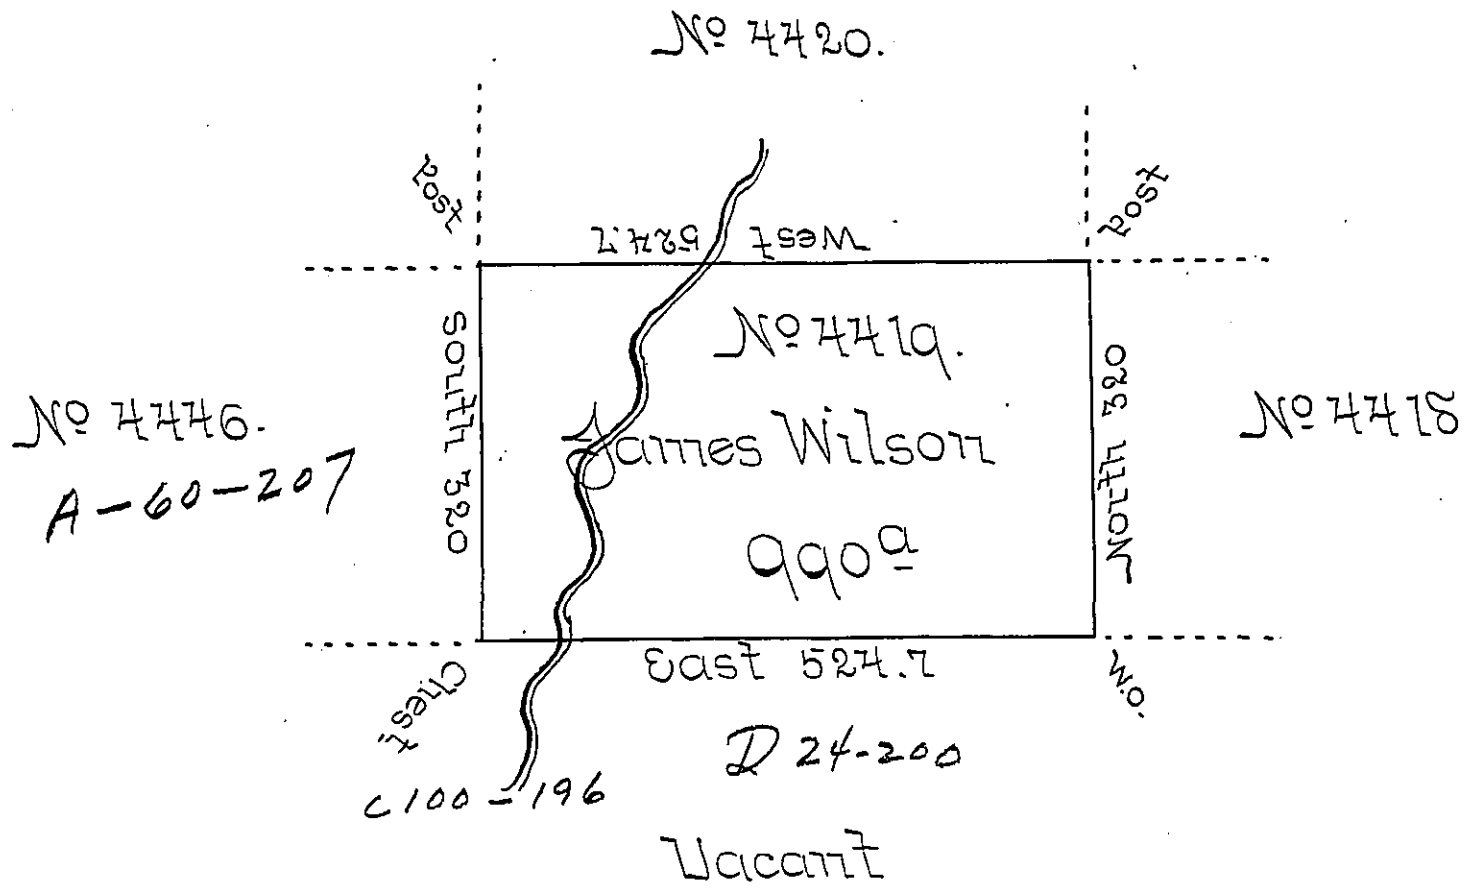 Nº 4420.
Post
Post
West 524.7
Nº 4419.
South 320
North 320
Nº 4446.
A-60-207
James Wilson
Nº 4418
990 a
East 524.7
Chest.
W.O.
D 24-200
C100-196
Vacant